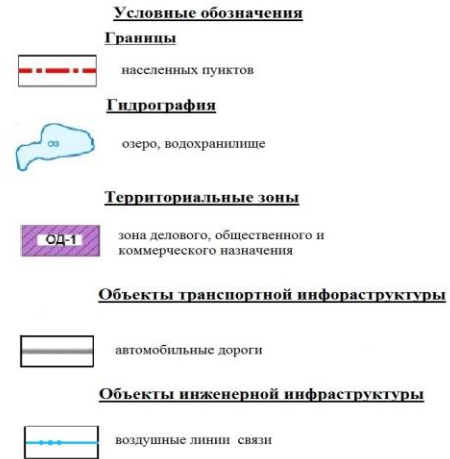 Условные обозначения
Границы
населенных пунктов
Гидрография
оз
озеро, водохранилище
Территориальные зоны
ОД-1
зона делового, общественного и
коммерческого назначения
Объекты транспортной инфораструктуры
автомобильные дороги
Объекты инженерной инфраструктуры
воздушные линии связи